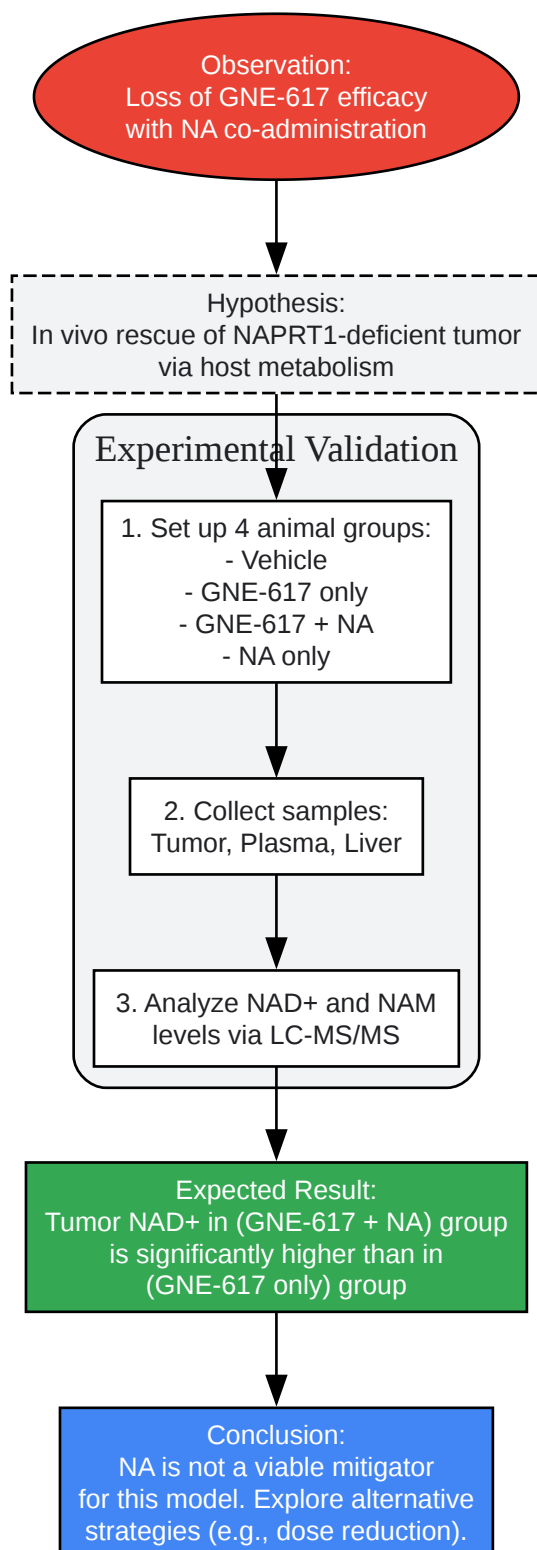 Observation:
Loss of GNE-617 efficacy
with NA co-administration
Hypothesis:
In vivo rescue of NAPRT1-deficient tumor
via host metabolism
Experimental Validation
1. Set up 4 animal groups:
- Vehicle
- GNE-617 only
- GNE-617 + NA
- NA only
2. Collect samples:
Tumor, Plasma, Liver
3. Analyze NAD+ and NAM
levels via LC-MS/MS
Expected Result:
Tumor NAD+ in (GNE-617 + NA) group
is significantly higher than in
(GNE-617 only) group
Conclusion:
NA is not a viable mitigator
for this model. Explore alternative
strategies (e.g., dose reduction).